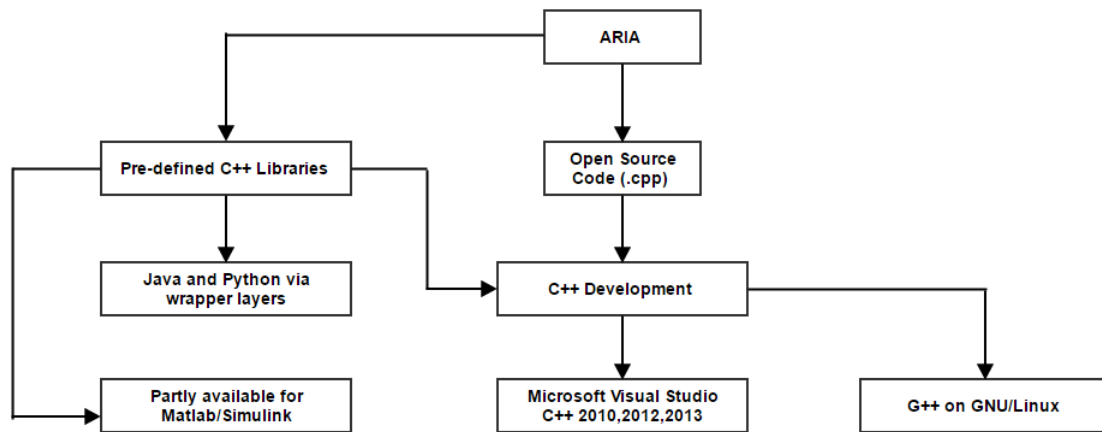 ARIA
Pre-defined C++ Libraries
Open Source
Code (.cpp)
Java and Python via
wrapper layers
C++ Development
Partly available for
Matlab/Simulink
Microsoft Visual Studio
C++ 2010,2012,2013
G++ on GNU/Linux